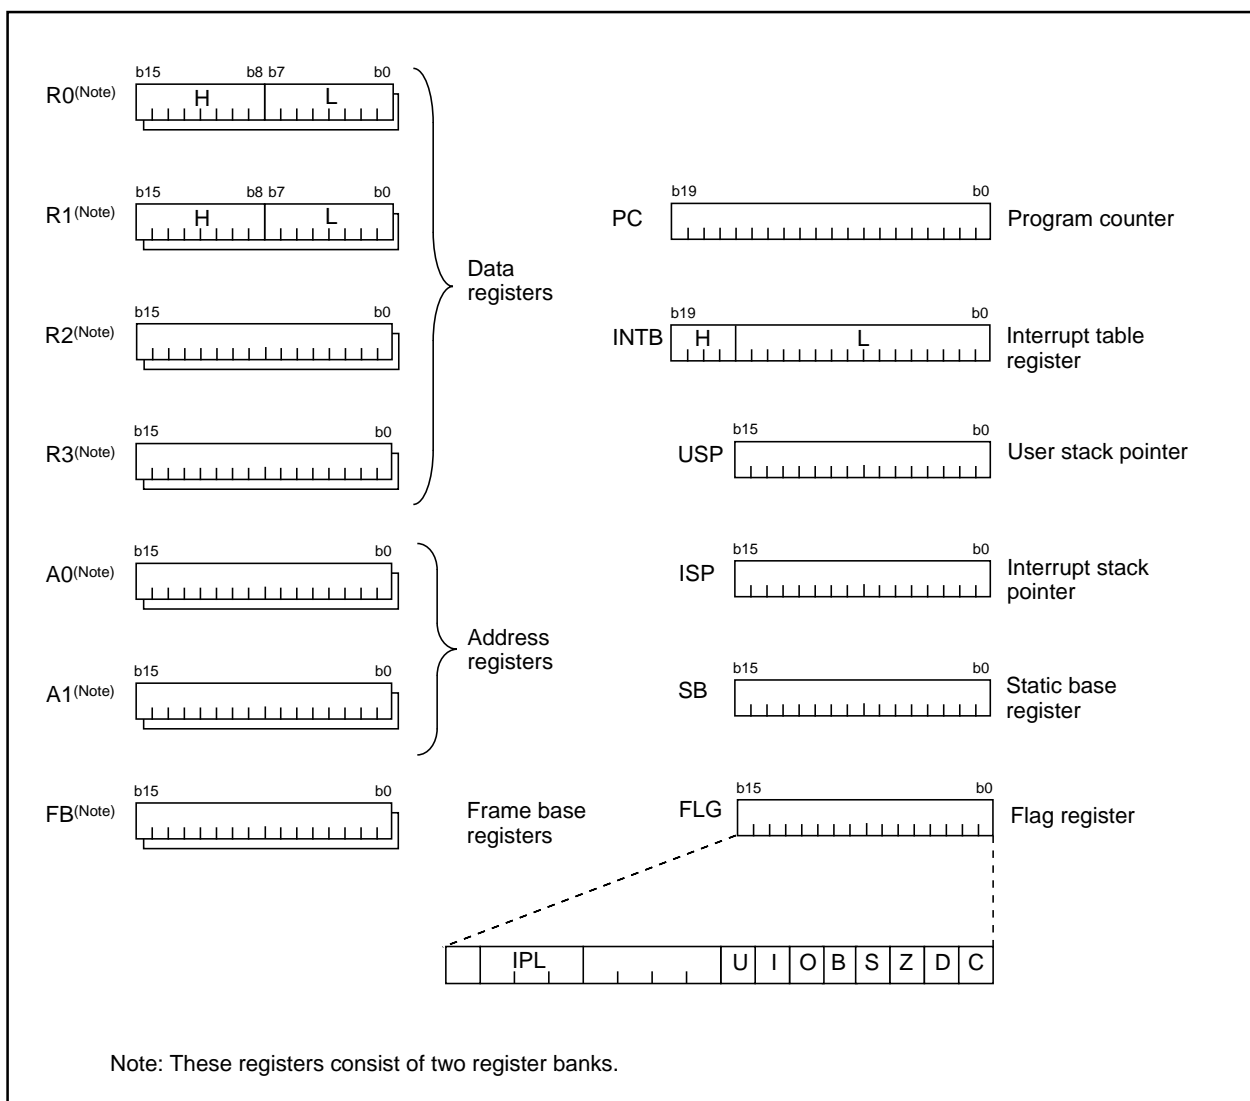 b15 b8 b7 b0
R0(Note) H L
b15 b8 b7 b0
R1(Note) H L
Data
registers
b15 b0
R2(Note)
b15 b0
R3(Note)
b15 b0
A0(Note)
Address
registers
b15 b0
A1(Note)
b15 b0
FB(Note)
Frame base
registers
b19 b0
PC Program counter
b19 b0
INTB H L Interrupt table
register
b15 b0
USP User stack pointer
b15 b0
ISP Interrupt stack
pointer
b15 b0
SB Static base
register
b15 b0
FLG Flag register
IPL U I O B S Z D C
Note: These registers consist of two register banks.